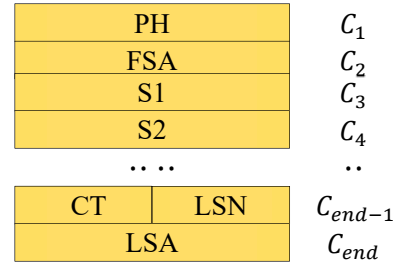 PH C₁
FSA C₂
S1 C₃
S2 C₄
.. .. ..
CT LSN Cₑₙd₋₁
LSA Cₑₙd